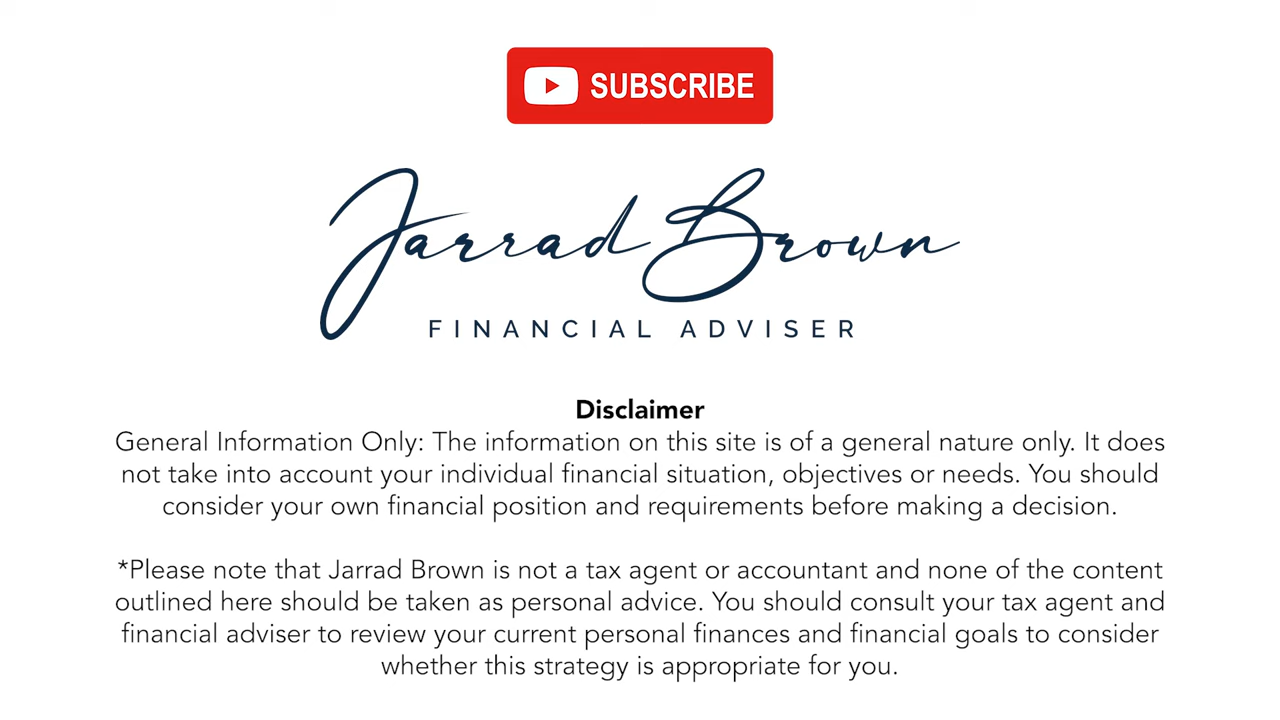 SUBSCRIBE
Jarrad Brown
FINANCIAL ADVISER
Disclaimer
General Information Only: The information on this site is of a general nature only. It does
not take into account your individual financial situation, objectives or needs. You should
consider your own financial position and requirements before making a decision.
*Please note that Jarrad Brown is not a tax agent or accountant and none of the content
outlined here should be taken as personal advice. You should consult your tax agent and
financial adviser to review your current personal finances and financial goals to consider
whether this strategy is appropriate for you.